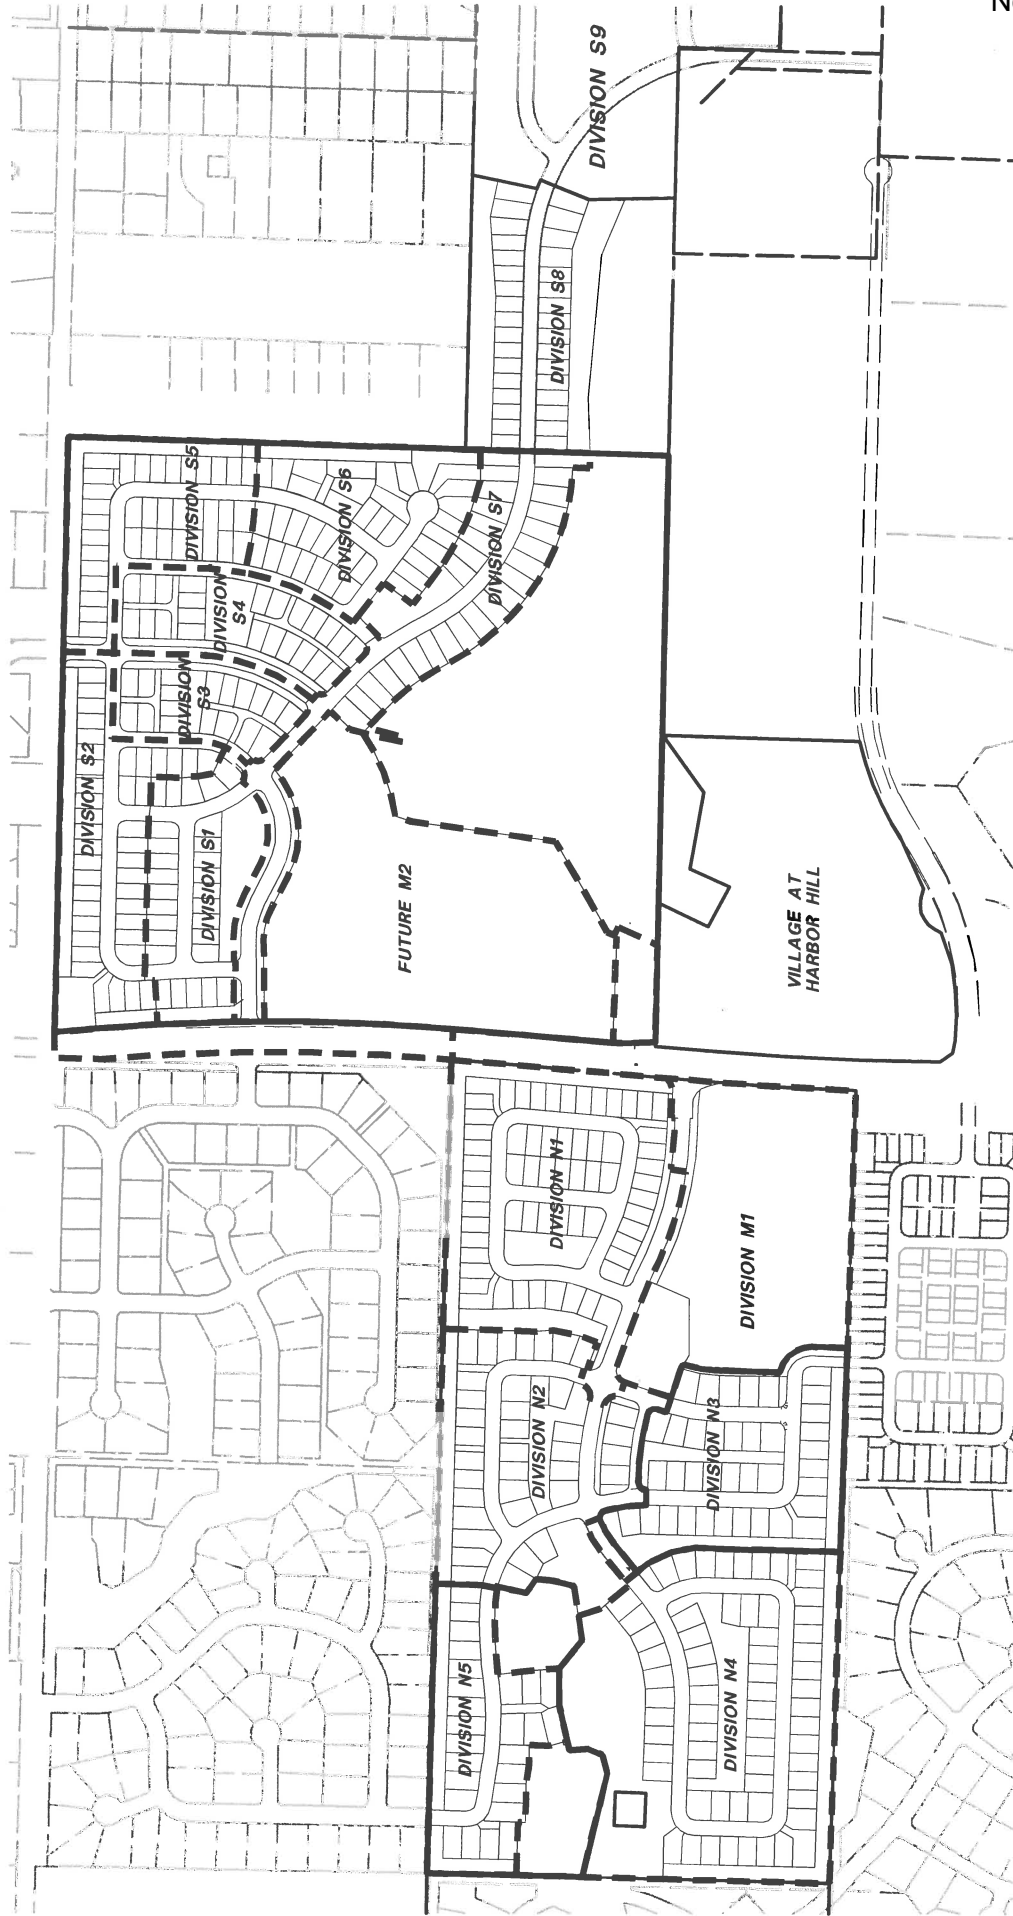 DIVISION S9
DIVISION S8
DIVISION S5
DIVISION S6
DIVISION S7
DIVISION
S4
DIVISION
S3
DIVISION S2
DIVISION S1
FUTURE M2
VILLAGE AT
HARBOR HILL
DIVISION N1
DIVISION M1
DIVISION N2
DIVISION N3
DIVISION N5
DIVISION N4